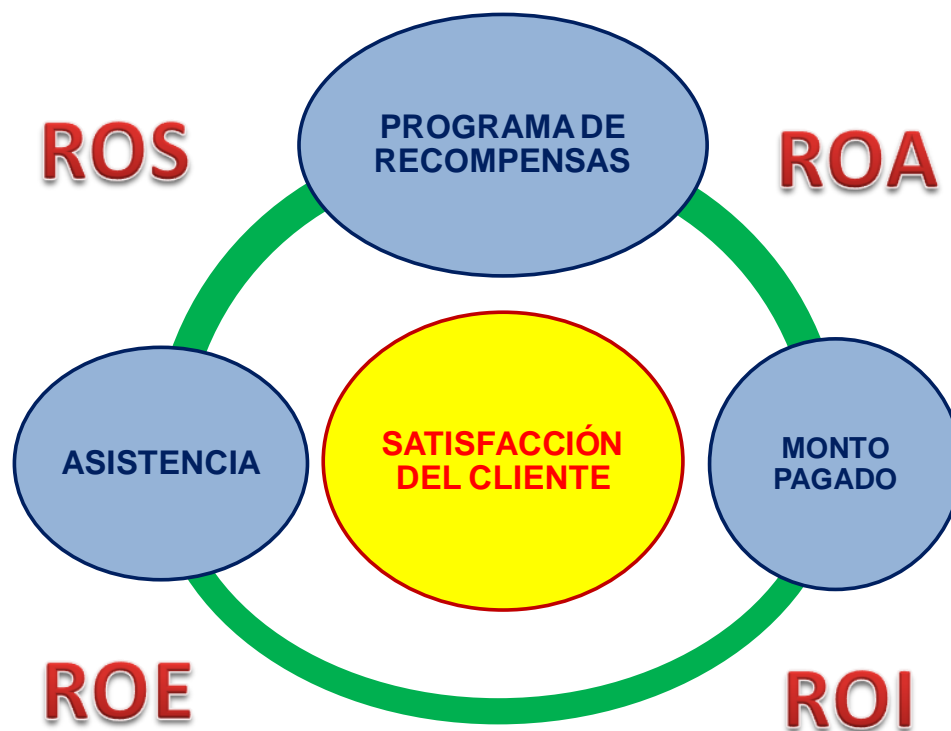 PROGRAMA DE
RECOMPENSAS
ROS
ROA
ASISTENCIA
SATISFACCIÓN
DEL CLIENTE
MONTO
PAGADO
ROE
ROI